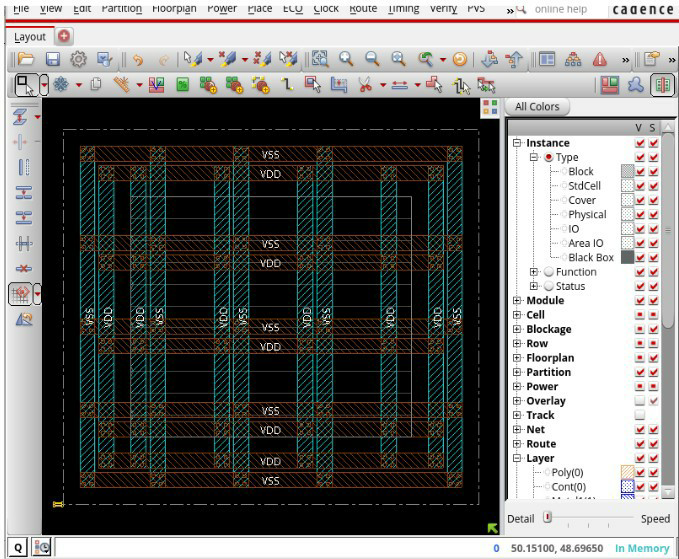 File View Edit Partition Floorplan Power Place ECO Clock Route Timing Verify PVS » online help cadence
Layout
All Colors
V S
Instance
Type
Block
StdCell
Cover
Physical
IO
Area IO
Black Box
Function
Status
Module
Cell
Blockage
Row
Floorplan
Partition
Power
Overlay
Track
Net
Route
Layer
Poly(0)
Cont(0)
VSS
VDD
VSS
VDD
VSS VDD VDD VDD VSS VSS VDD VDD VSS
VSS
VDD
VSS
VDD
VDD
VSS
Detail Speed
Q 0 50.15100, 48.69650 In Memory